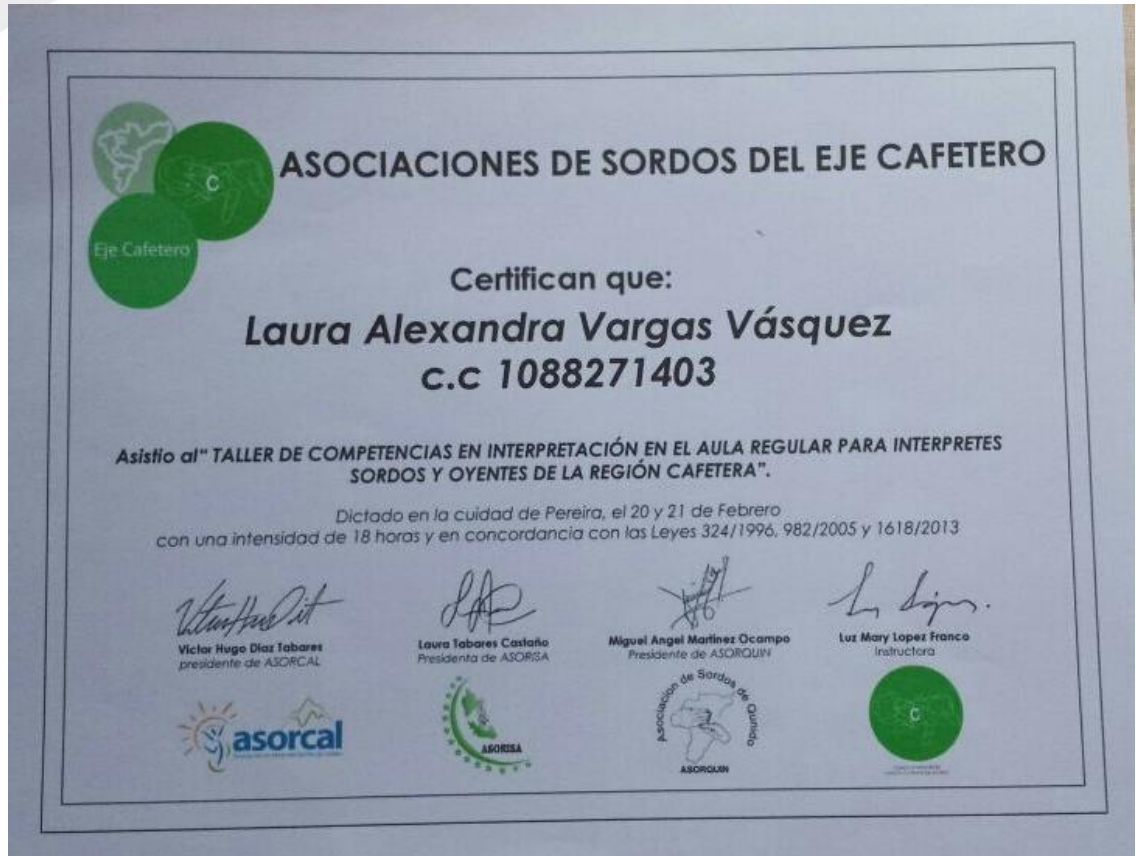 ASOCIACIONES DE SORDOS DEL EJE CAFETERO
C
Eje Cafetero
Certifican que:
Laura Alexandra Vargas Vásquez
c.c 1088271403
Asistio al" TALLER DE COMPETENCIAS EN INTERPRETACIÓN EN EL AULA REGULAR PARA INTERPRETES
SORDOS Y OYENTES DE LA REGIÓN CAFETERA".
Dictado en la cuidad de Pereira, el 20 y 21 de Febrero
con una intensidad de 18 horas y en concordancia con las Leyes 324/1996, 982/2005 y 1618/2013
Victor Hugo Diaz Tabares
presidente de ASORCAL
Laura Tabares Castaño
Presidenta de ASORISA
Miguel Angel Martinez Ocampo
Presidente de ASORQUIN
Luz Mary Lopez Franco
Instructora
asorcal
ASORISA
Asociacion de Sordos de Quindo
ASORQUIN
C